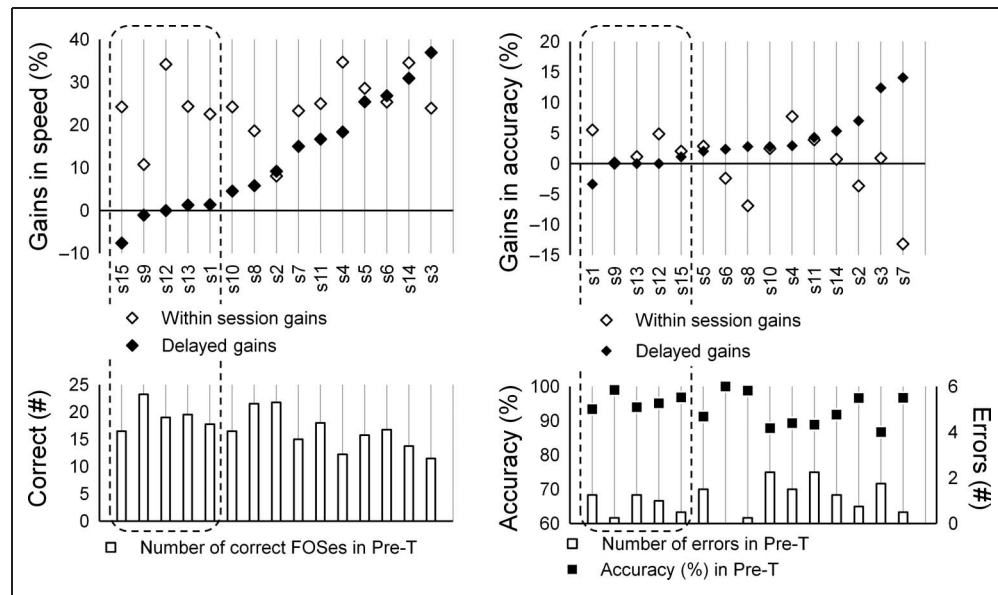 Gains in speed (%)
40
30
20
10
0
–10
s15 s9 s12 s13 s1 s10 s8 s2 s7 s11 s4 s5 s6 s14 s3
Within session gains
Delayed gains
Gains in accuracy (%)
20
15
10
5
0
–5
–10
–15
s1 s9 s13 s12 s15 s5 s6 s8 s10 s4 s11 s14 s2 s3 s7
Within session gains
Delayed gains
Correct (#)
25
20
15
10
5
0
Number of correct FOSes in Pre-T
Accuracy (%)
100
90
80
70
60
6
4
2
0
Errors (#)
Number of errors in Pre-T
Accuracy (%) in Pre-T